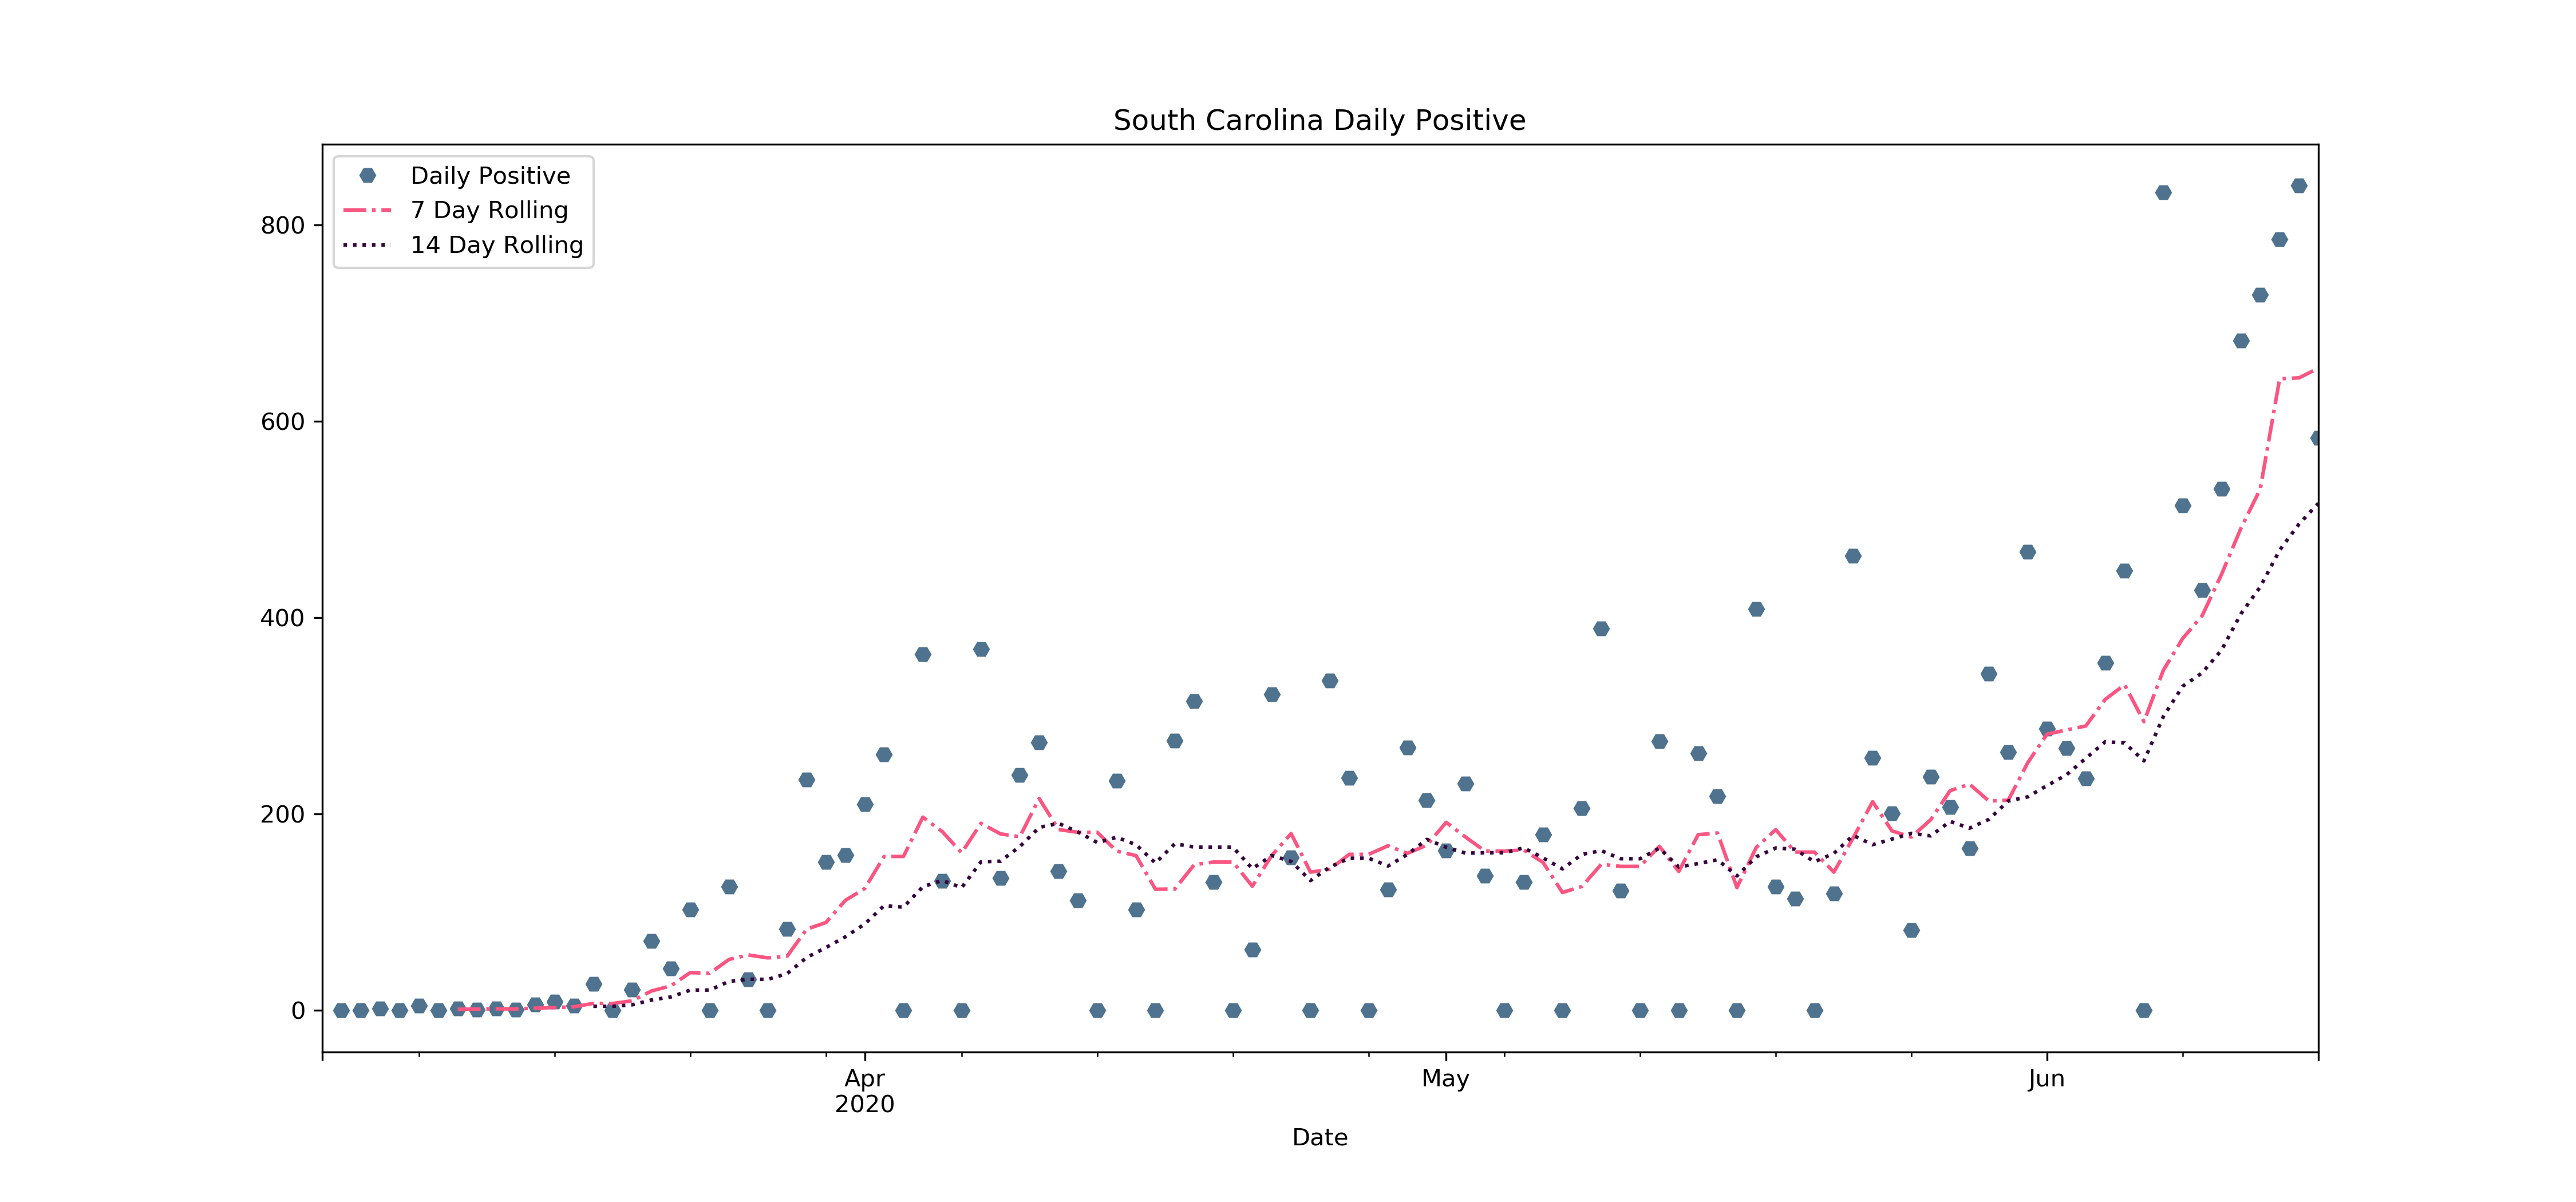 South Carolina Daily Positive
Daily Positive
7 Day Rolling
14 Day Rolling
800
600
400
200
0
Apr
2020
May
Jun
Date